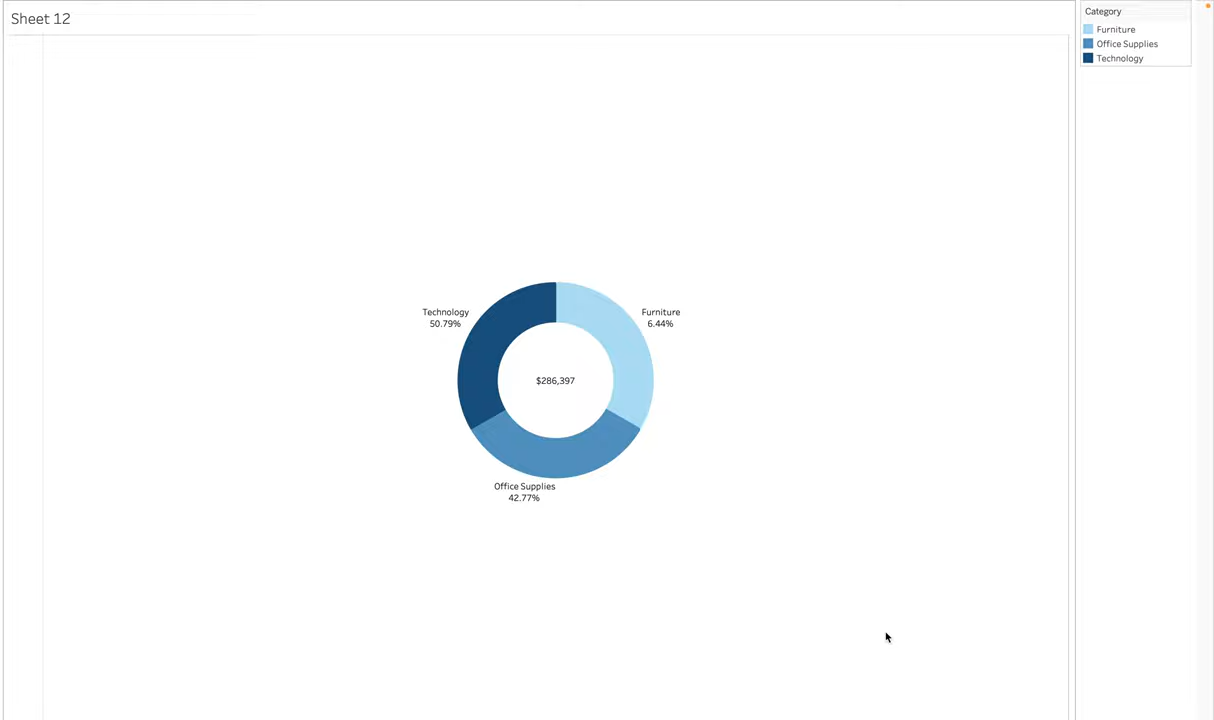 Sheet 12
Category
Furniture
Office Supplies
Technology
Technology
50.79%
Furniture
6.44%
$286,397
Office Supplies
42.77%